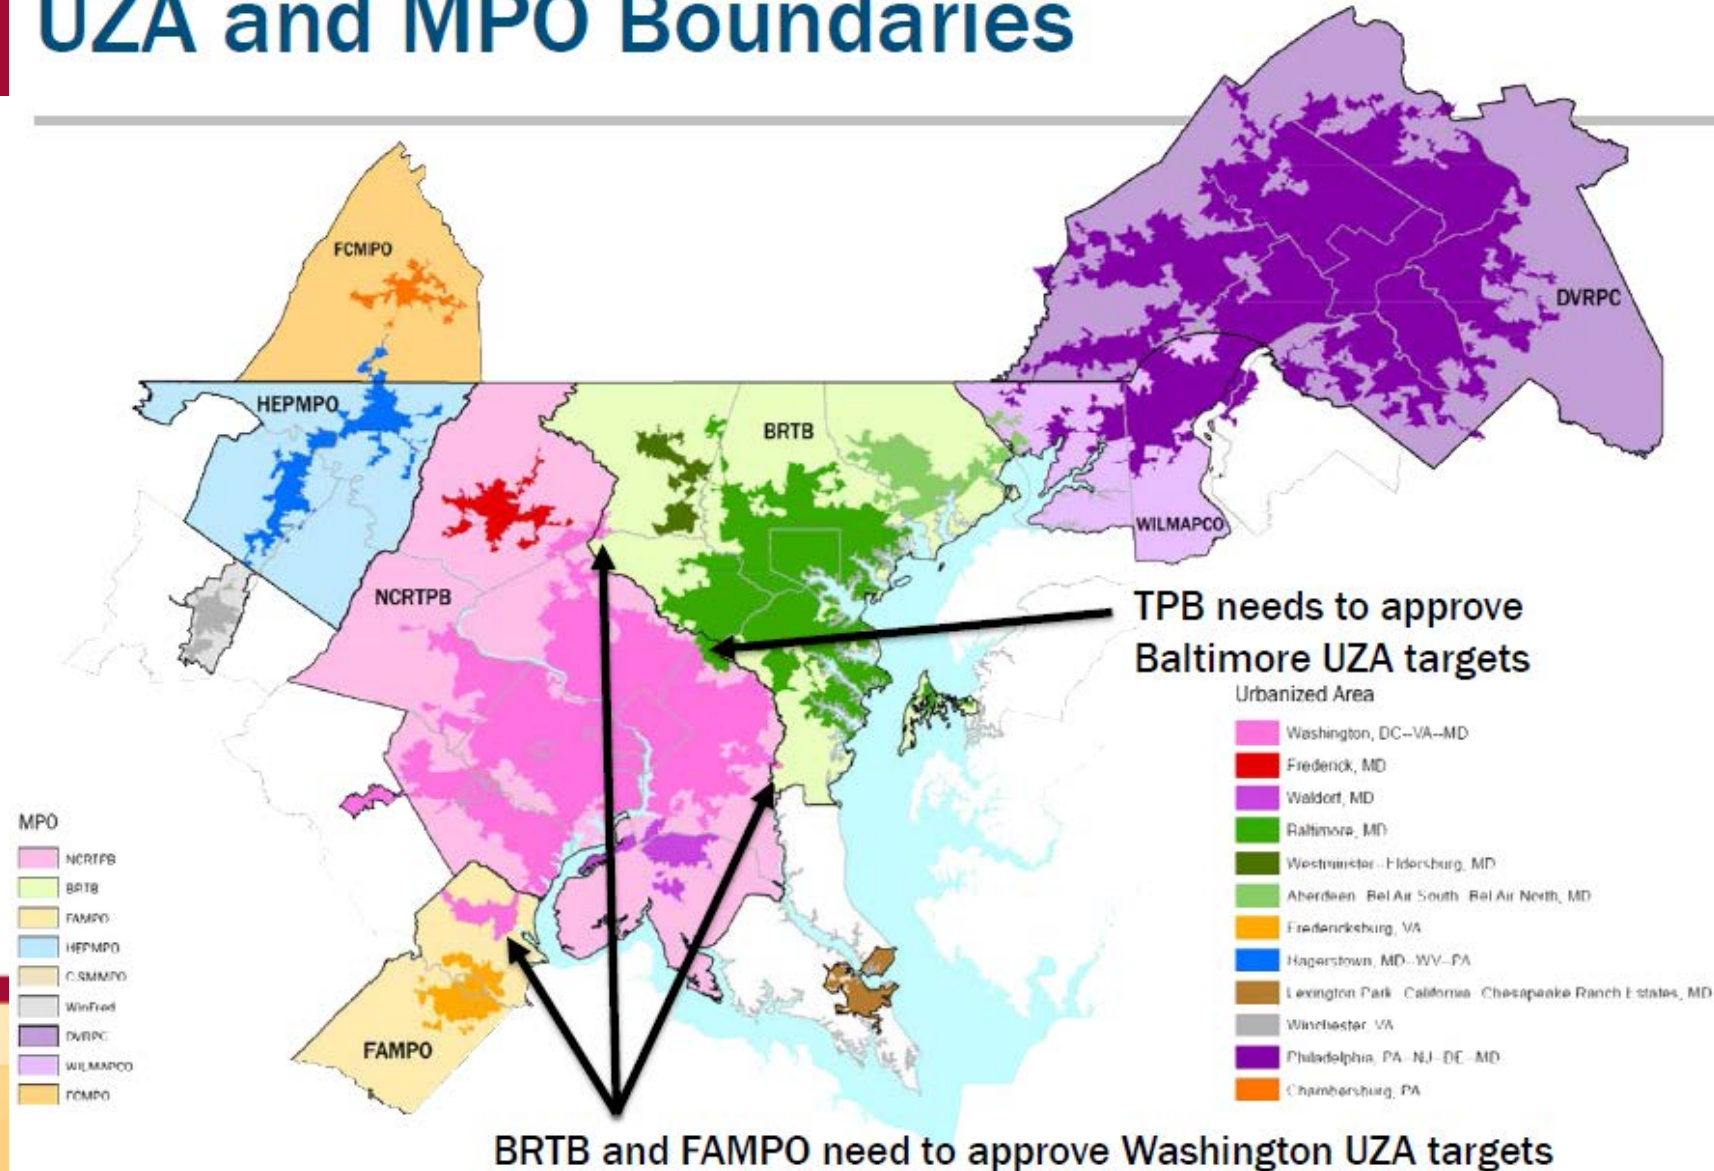 UZA and MPO Boundaries
FCMPO
DVRPC
HEPMPO
BRTB
WILMAPCO
NCRTPB
TPB needs to approve
Baltimore UZA targets
Urbanized Area
Washington, DC--VA--MD
Frederick, MD
Waldorf, MD
Baltimore, MD
Westminster--Eldersburg, MD
Aberdeen--Bel Air South--Bel Air North, MD
Fredericksburg, VA
Hagerstown, MD--WV--PA
Lexington Park--California--Chesapeake Ranch Estates, MD
Winchester, VA
Philadelphia, PA--NJ--DE--MD
Chambersburg, PA
MPO
NCRTPB
BRTB
FAMPO
HEPMPO
C-SMMPO
WinFred
DVRPC
WILMAPCO
FCMPO
FAMPO
BRTB and FAMPO need to approve Washington UZA targets